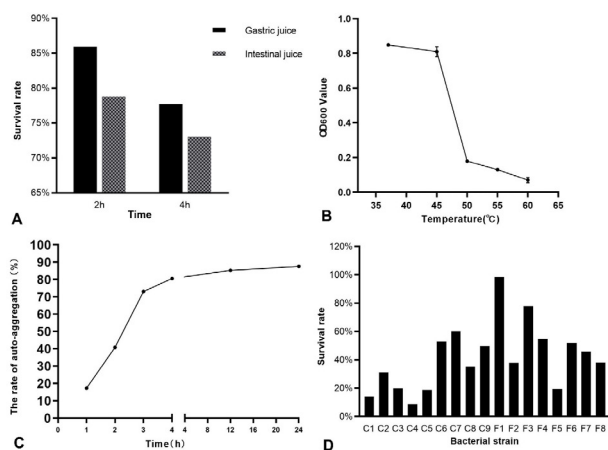 90%
85%
80%
75%
70%
65%
Survival rate
Gastric juice
Intestinal juice
2h
4h
Time
A
1.0
0.8
0.6
0.4
0.2
0.0
OD600 Value
35
40
45
50
55
60
65
Temperature(℃)
B
100
90
80
70
60
50
40
30
20
10
0
The rate of auto-aggregation (%)
0
1
2
3
4
4
12
20
24
Time(h)
C
120%
100%
80%
60%
40%
20%
0%
Survival rate
C1 C2 C3 C4 C5 C6 C7 C8 C9 F1 F2 F3 F4 F5 F6 F7 F8
Bacterial strain
D